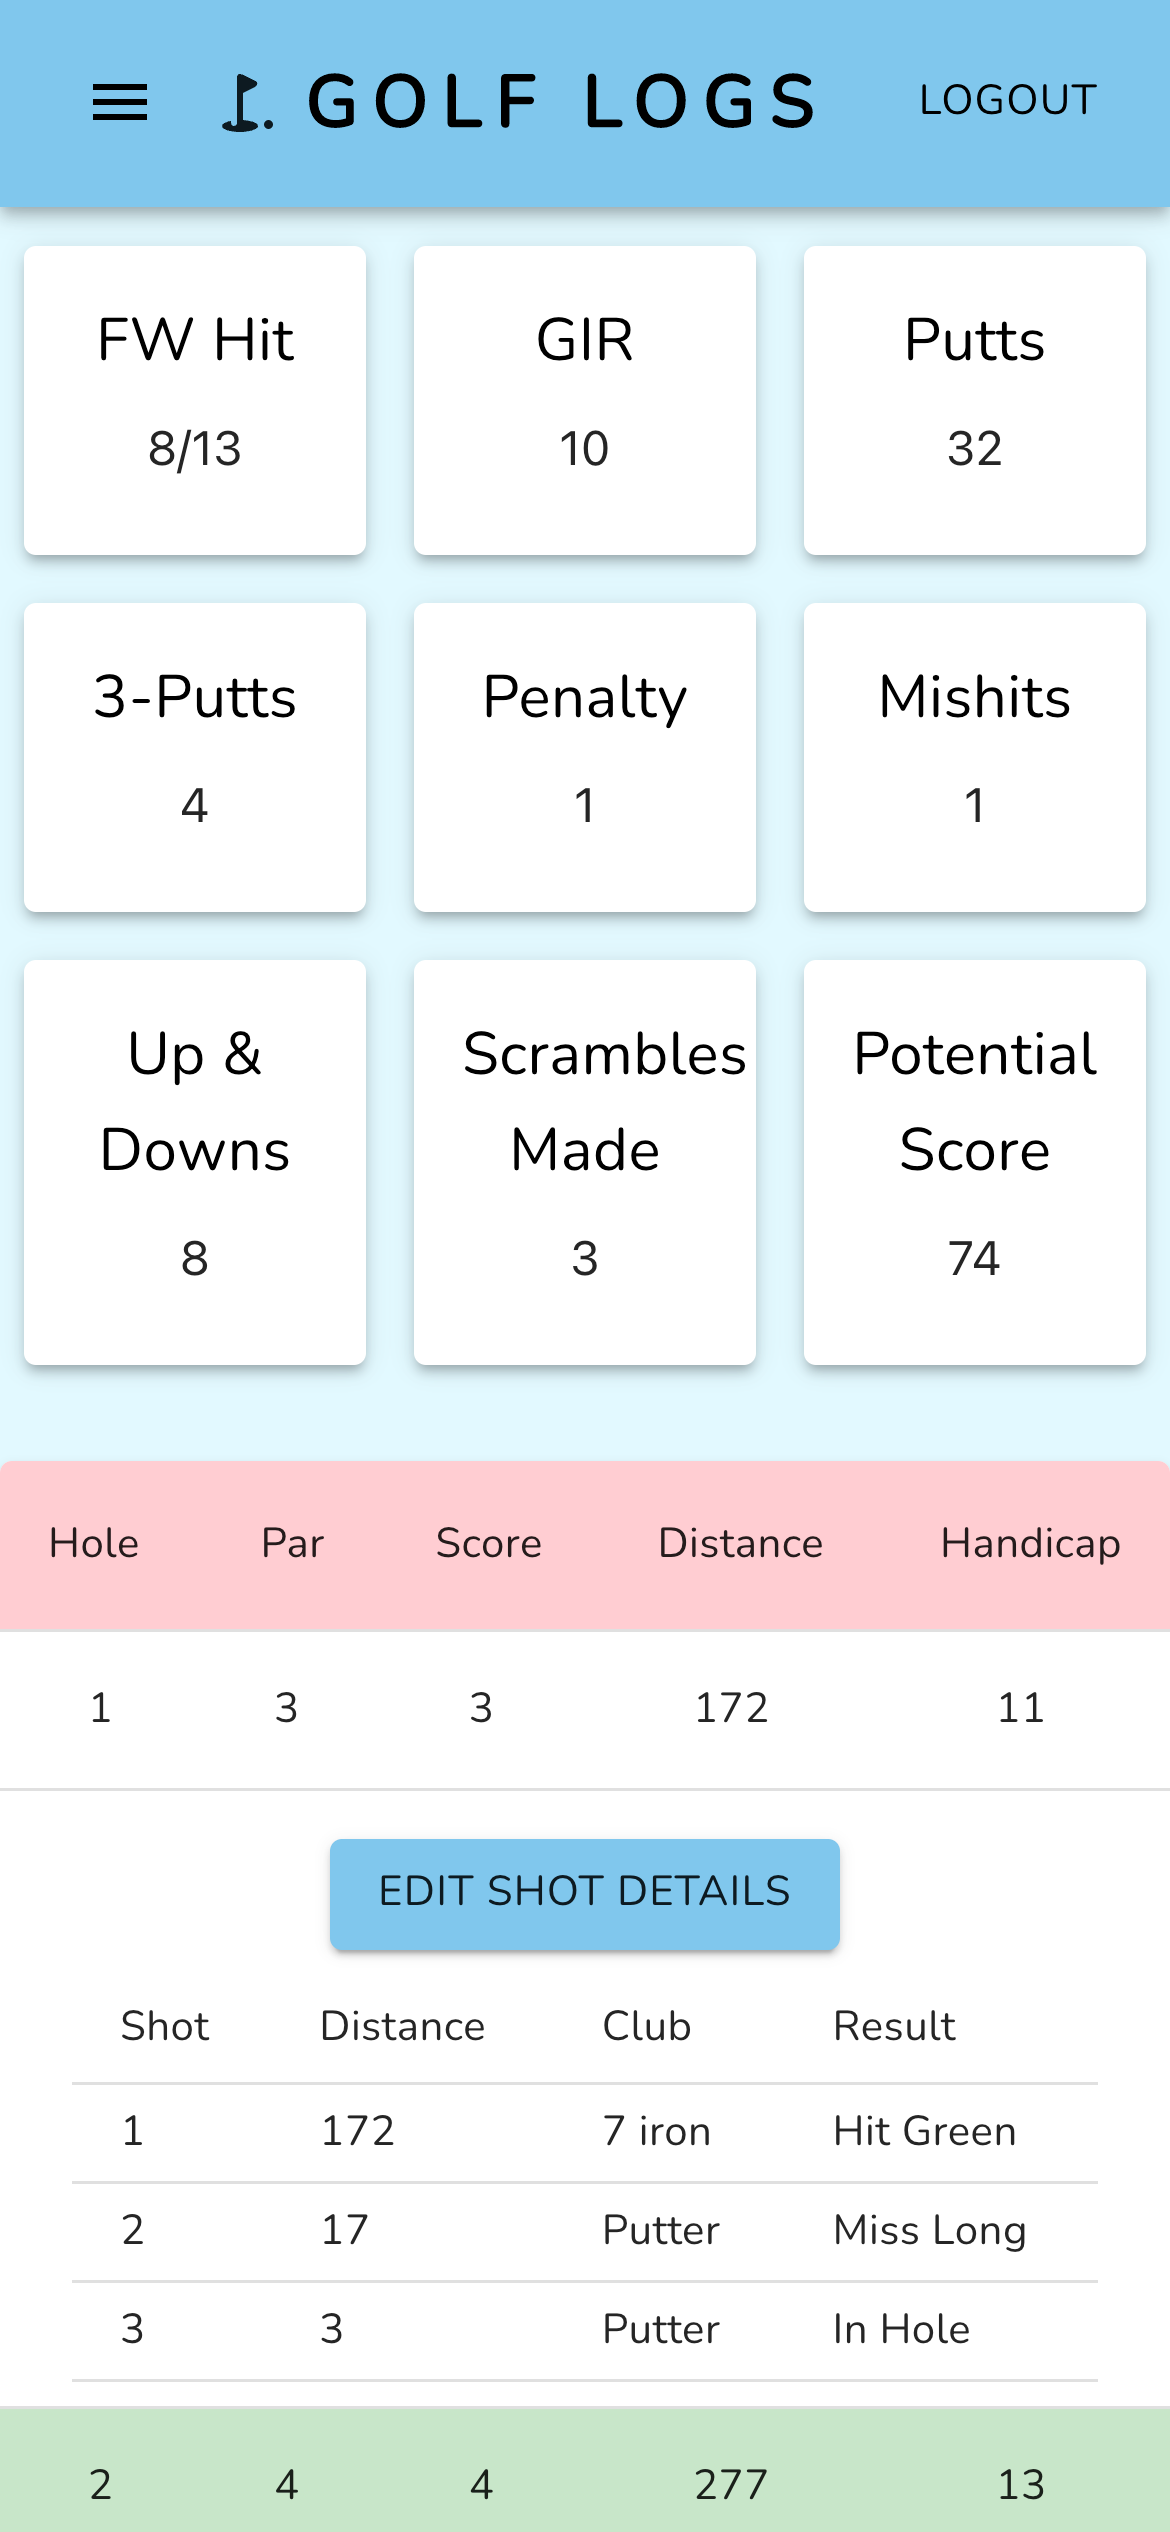 GOLF LOGS LOGOUT
FW Hit GIR Putts
8/13 10 32
3-Putts Penalty Mishits
4 1 1
Up & Scrambles Potential
Downs Made Score
8 3 74
Hole Par Score Distance Handicap
1 3 3 172 11
EDIT SHOT DETAILS
Shot Distance Club Result
1 172 7 iron Hit Green
2 17 Putter Miss Long
3 3 Putter In Hole
2 4 4 277 13